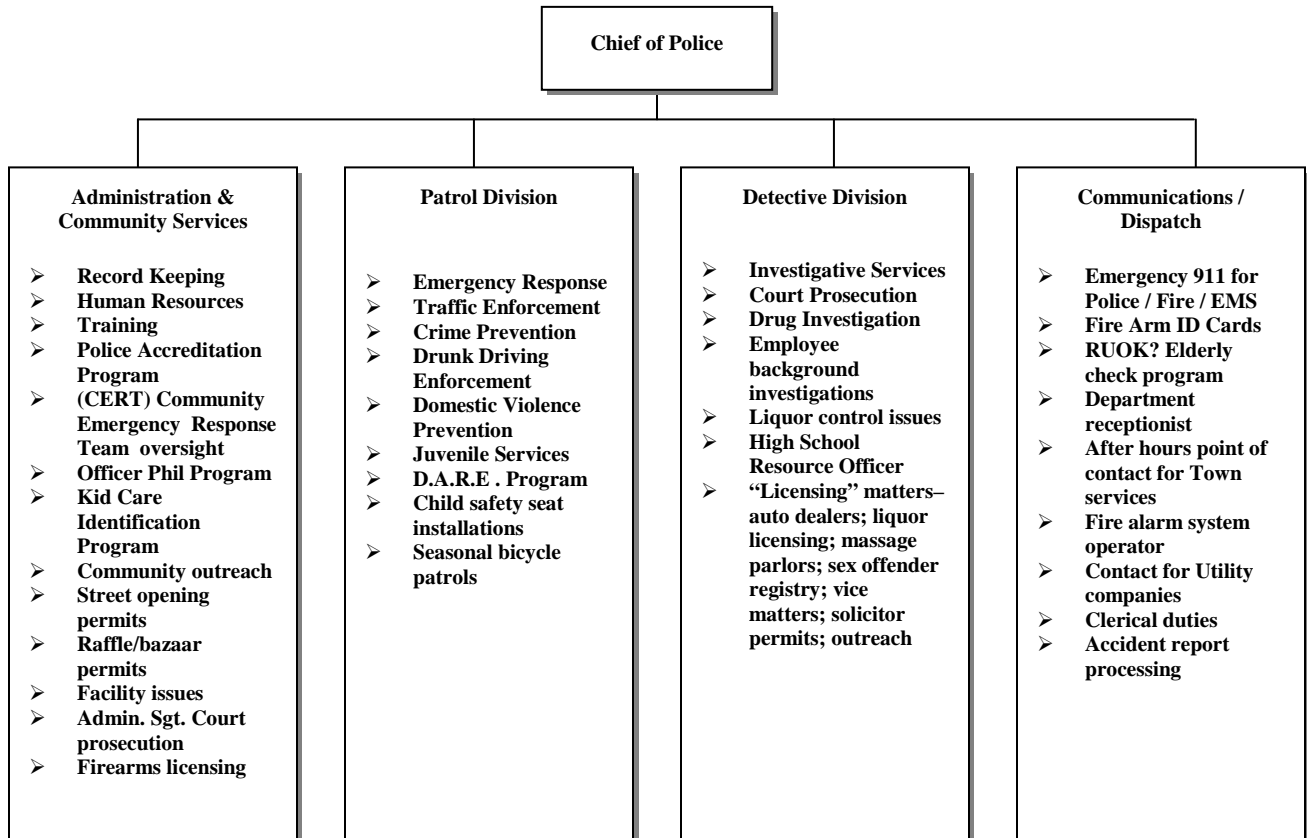 Chief of Police
Administration &
Community Services
➢ Record Keeping
➢ Human Resources
➢ Training
➢ Police Accreditation
Program
➢ (CERT) Community
Emergency Response
Team oversight
➢ Officer Phil Program
➢ Kid Care
Identification
Program
➢ Community outreach
➢ Street opening
permits
➢ Raffle/bazaar
permits
➢ Facility issues
➢ Admin. Sgt. Court
prosecution
➢ Firearms licensing
Patrol Division
➢ Emergency Response
➢ Traffic Enforcement
➢ Crime Prevention
➢ Drunk Driving
Enforcement
➢ Domestic Violence
Prevention
➢ Juvenile Services
➢ D.A.R.E . Program
➢ Child safety seat
installations
➢ Seasonal bicycle
patrols
Detective Division
➢ Investigative Services
➢ Court Prosecution
➢ Drug Investigation
➢ Employee
background
investigations
➢ Liquor control issues
➢ High School
Resource Officer
➢ “Licensing” matters–
auto dealers; liquor
licensing; massage
parlors; sex offender
registry; vice
matters; solicitor
permits; outreach
Communications /
Dispatch
➢ Emergency 911 for
Police / Fire / EMS
➢ Fire Arm ID Cards
➢ RUOK? Elderly
check program
➢ Department
receptionist
➢ After hours point of
contact for Town
services
➢ Fire alarm system
operator
➢ Contact for Utility
companies
➢ Clerical duties
➢ Accident report
processing